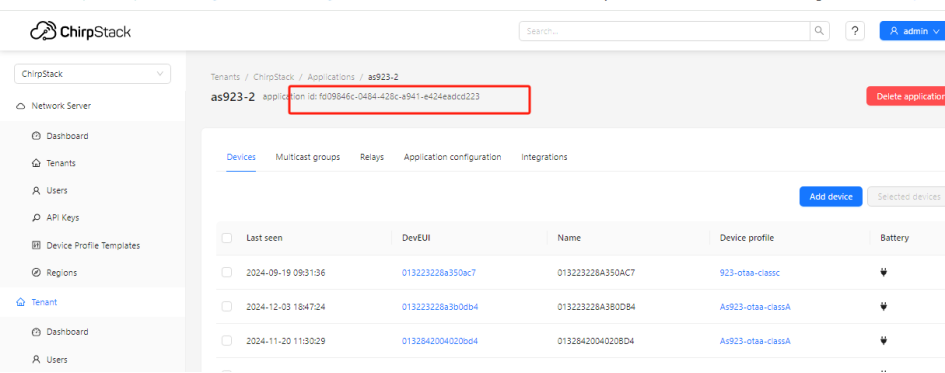 ChirpStack
Search...
?
admin
ChirpStack
Tenants / ChirpStack / Applications / as923-2
as923-2 application id: fd09846c-0484-428c-a941-e424eadcd223
Delete application
Network Server
Dashboard
Tenants
Users
API Keys
Device Profile Templates
Regions
Tenant
Dashboard
Users
Devices Multicast groups Relays Application configuration Integrations
Add device Selected devices
Last seen DevEUI Name Device profile Battery
2024-09-19 09:31:36 013223228a350ac7 013223228A350AC7 923-otaa-classc
2024-12-03 18:47:24 013223228a3b0db4 013223228A3B0DB4 As923-otaa-classA
2024-11-20 11:30:29 0132842004020bd4 0132842004020BD4 As923-otaa-classA